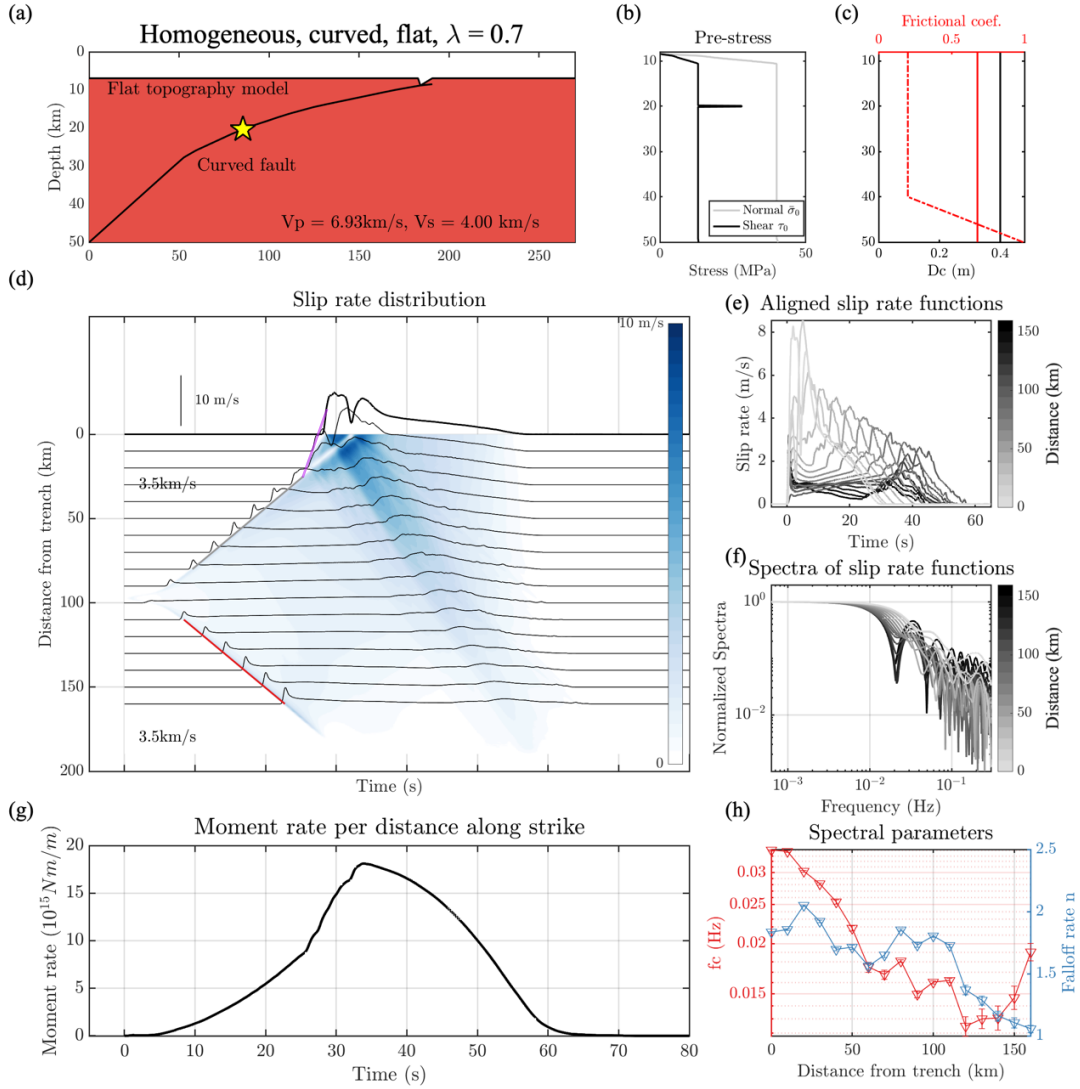 (a)
Homogeneous, curved, flat, λ = 0.7
0
10
20
30
40
50
Depth (km)
Flat topography model
Curved fault
Vp = 6.93km/s, Vs = 4.00 km/s
0
50
100
150
200
250
(b)
Pre-stress
10
20
30
40
50
Normal σ̄₀
Shear τ₀
0
50
Stress (MPa)
(c)
Frictional coef.
0
0.2
0.4
0.6
0.8
1
10
20
30
40
50
0
0.2
0.4
Dc (m)
(d)
Slip rate distribution
10 m/s
10 m/s
0
50
100
150
200
Distance from trench (km)
3.5km/s
3.5km/s
0
Time (s)
(e)
Aligned slip rate functions
8
6
4
2
0
Slip rate (m/s)
0
20
40
60
Time (s)
150
100
50
0
Distance (km)
(f)
Spectra of slip rate functions
10⁰
10⁻²
Normalized Spectra
10⁻³
10⁻²
10⁻¹
Frequency (Hz)
150
100
50
0
Distance (km)
(g)
Moment rate per distance along strike
20
15
10
5
0
Moment rate (10¹⁵Nm/m)
0
10
20
30
40
50
60
70
80
Time (s)
(h)
Spectral parameters
0.03
0.025
0.02
0.015
fc (Hz)
2.5
2
1.5
1
Falloff rate n
0
50
100
150
Distance from trench (km)